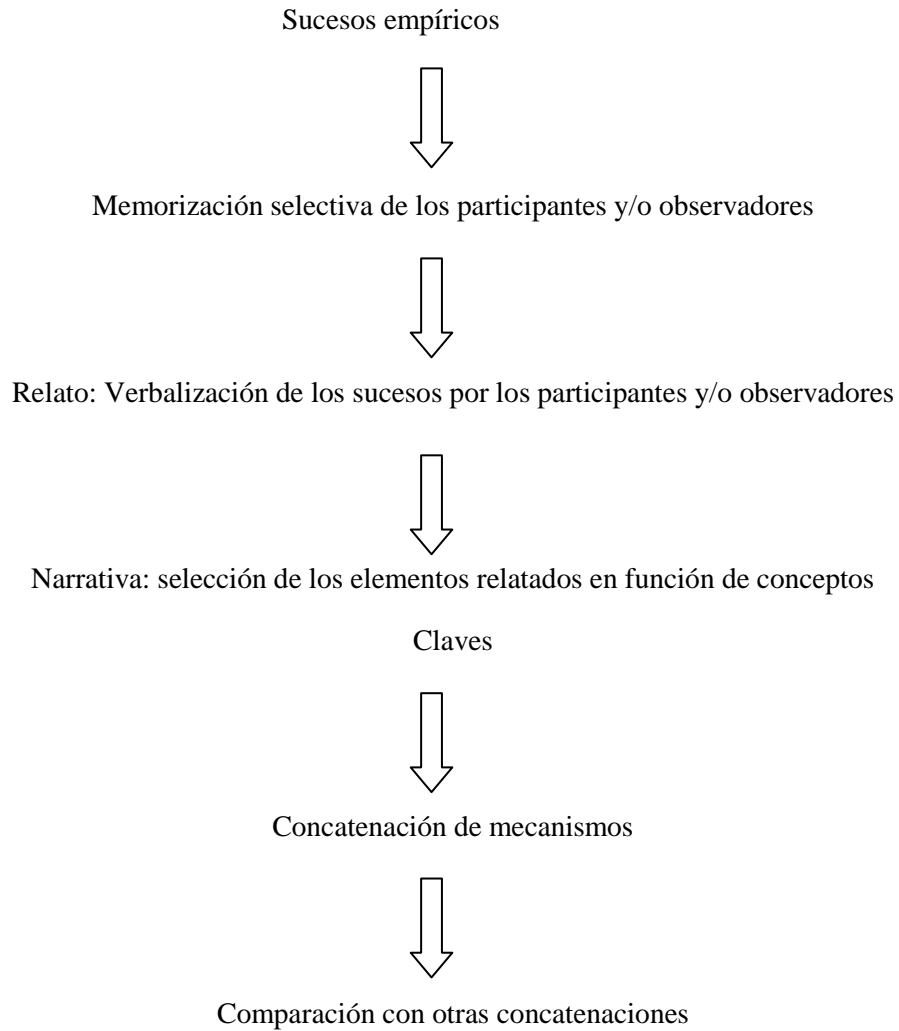 Sucesos empíricos
Memorización selectiva de los participantes y/o observadores
Relato: Verbalización de los sucesos por los participantes y/o observadores
Narrativa: selección de los elementos relatados en función de conceptos
Claves
Concatenación de mecanismos
Comparación con otras concatenaciones